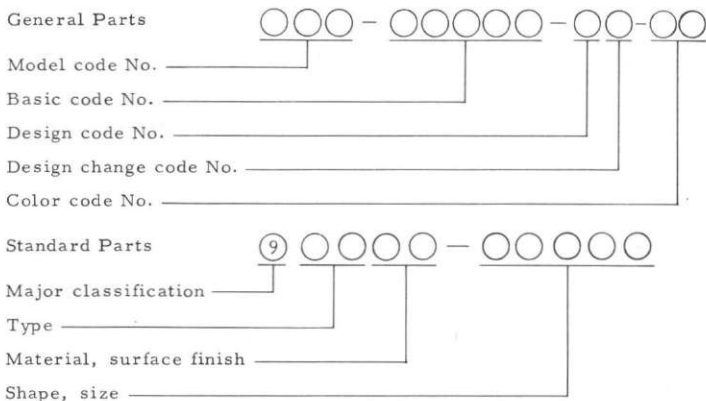 General Parts
Model code No.
Basic code No.
Design code No.
Design change code No.
Color code No.
Standard Parts 9
Major classification
Type
Material, surface finish
Shape, size